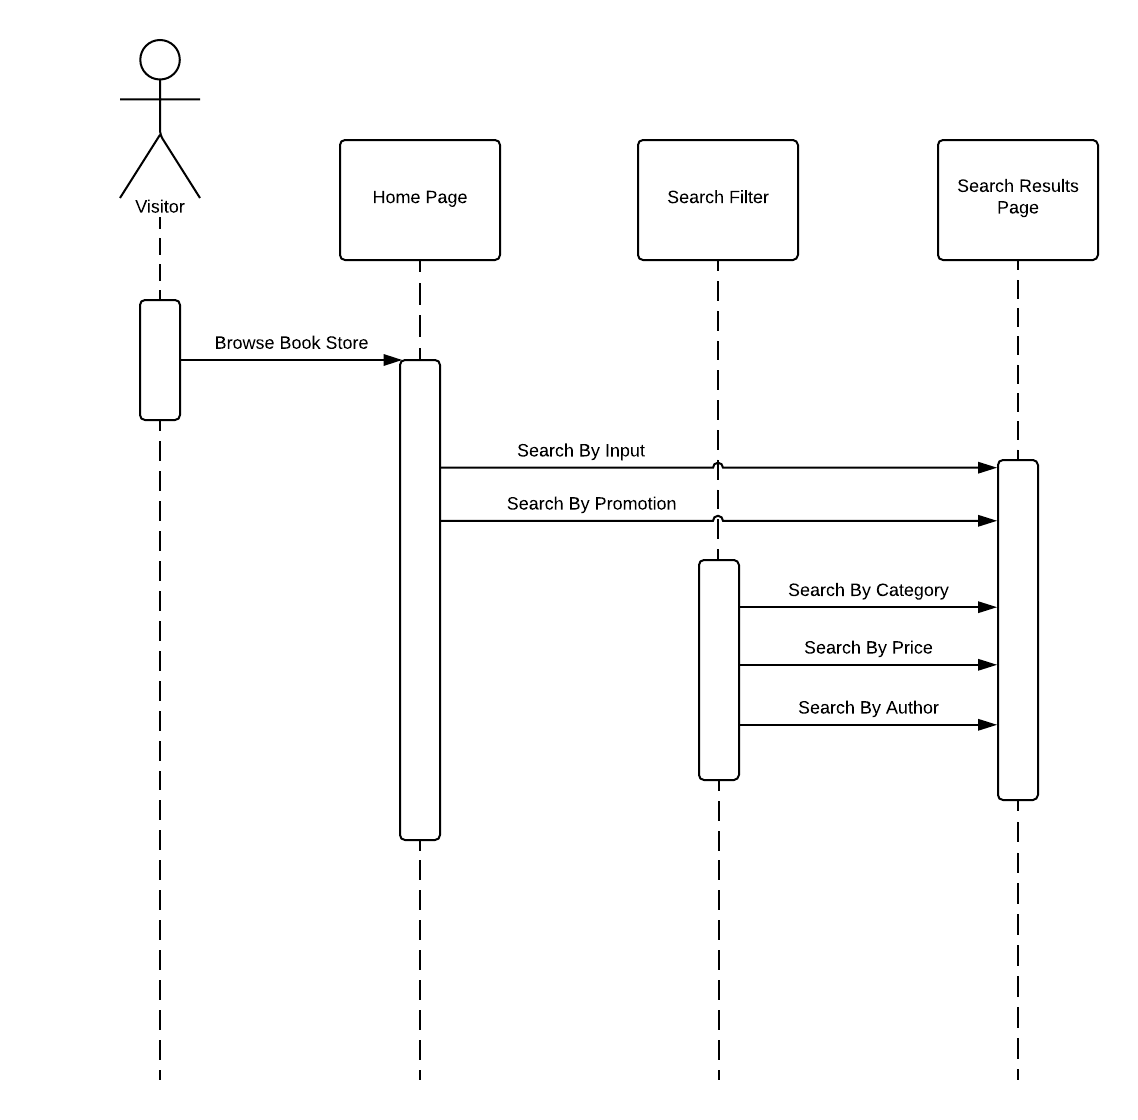 Visitor
Home Page
Search Filter
Search Results
Page
Browse Book Store
Search By Input
Search By Promotion
Search By Category
Search By Price
Search By Author